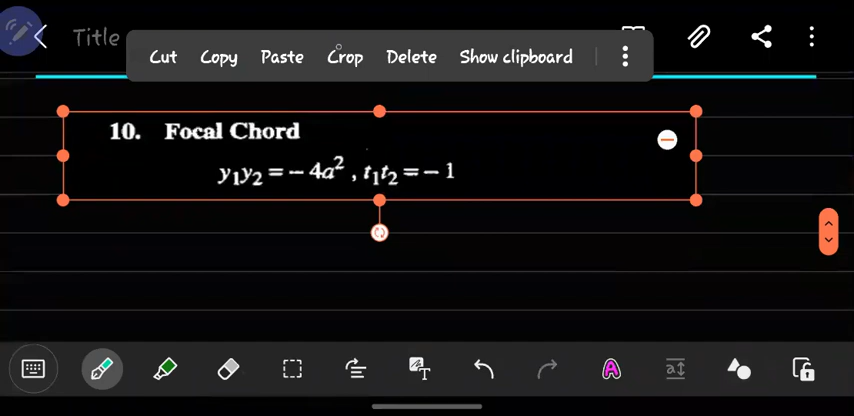 Title
Cut Copy Paste Crop Delete Show clipboard
10. Focal Chord
y₁y₂ = − 4a² , t₁t₂ = − 1
T
A
a